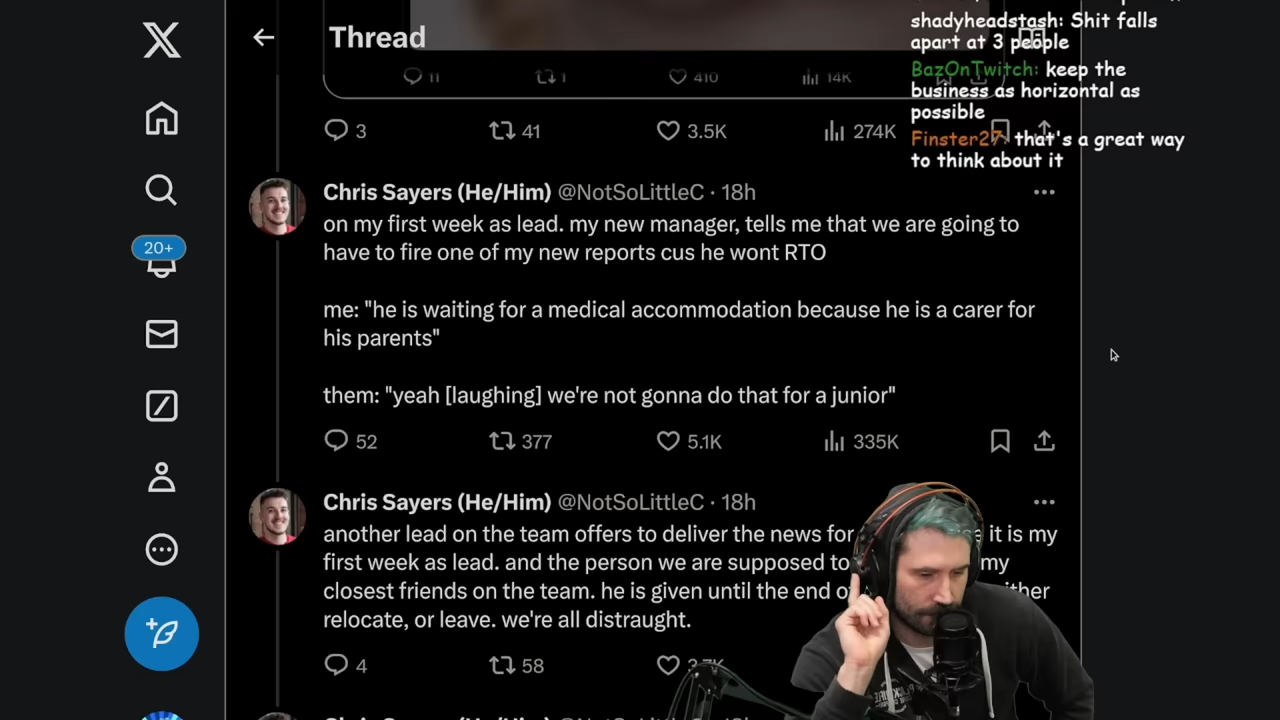 Thread
11
1
410
14K
3
41
3.5K
274K
shadyheadstash: Shit falls
apart at 3 people
BazOnTwitch: keep the
business as horizontal as
possible
Finster27: that's a great way
to think about it
20+
Chris Sayers (He/Him) @NotSoLittleC · 18h
on my first week as lead. my new manager, tells me that we are going to
have to fire one of my new reports cus he wont RTO
me: "he is waiting for a medical accommodation because he is a carer for
his parents"
them: "yeah [laughing] we're not gonna do that for a junior"
52
377
5.1K
335K
Chris Sayers (He/Him) @NotSoLittleC · 18h
another lead on the team offers to deliver the news for it is my
first week as lead. and the person we are supposed to my
closest friends on the team. he is given until the end
relocate, or leave. we're all distraught.
4
58